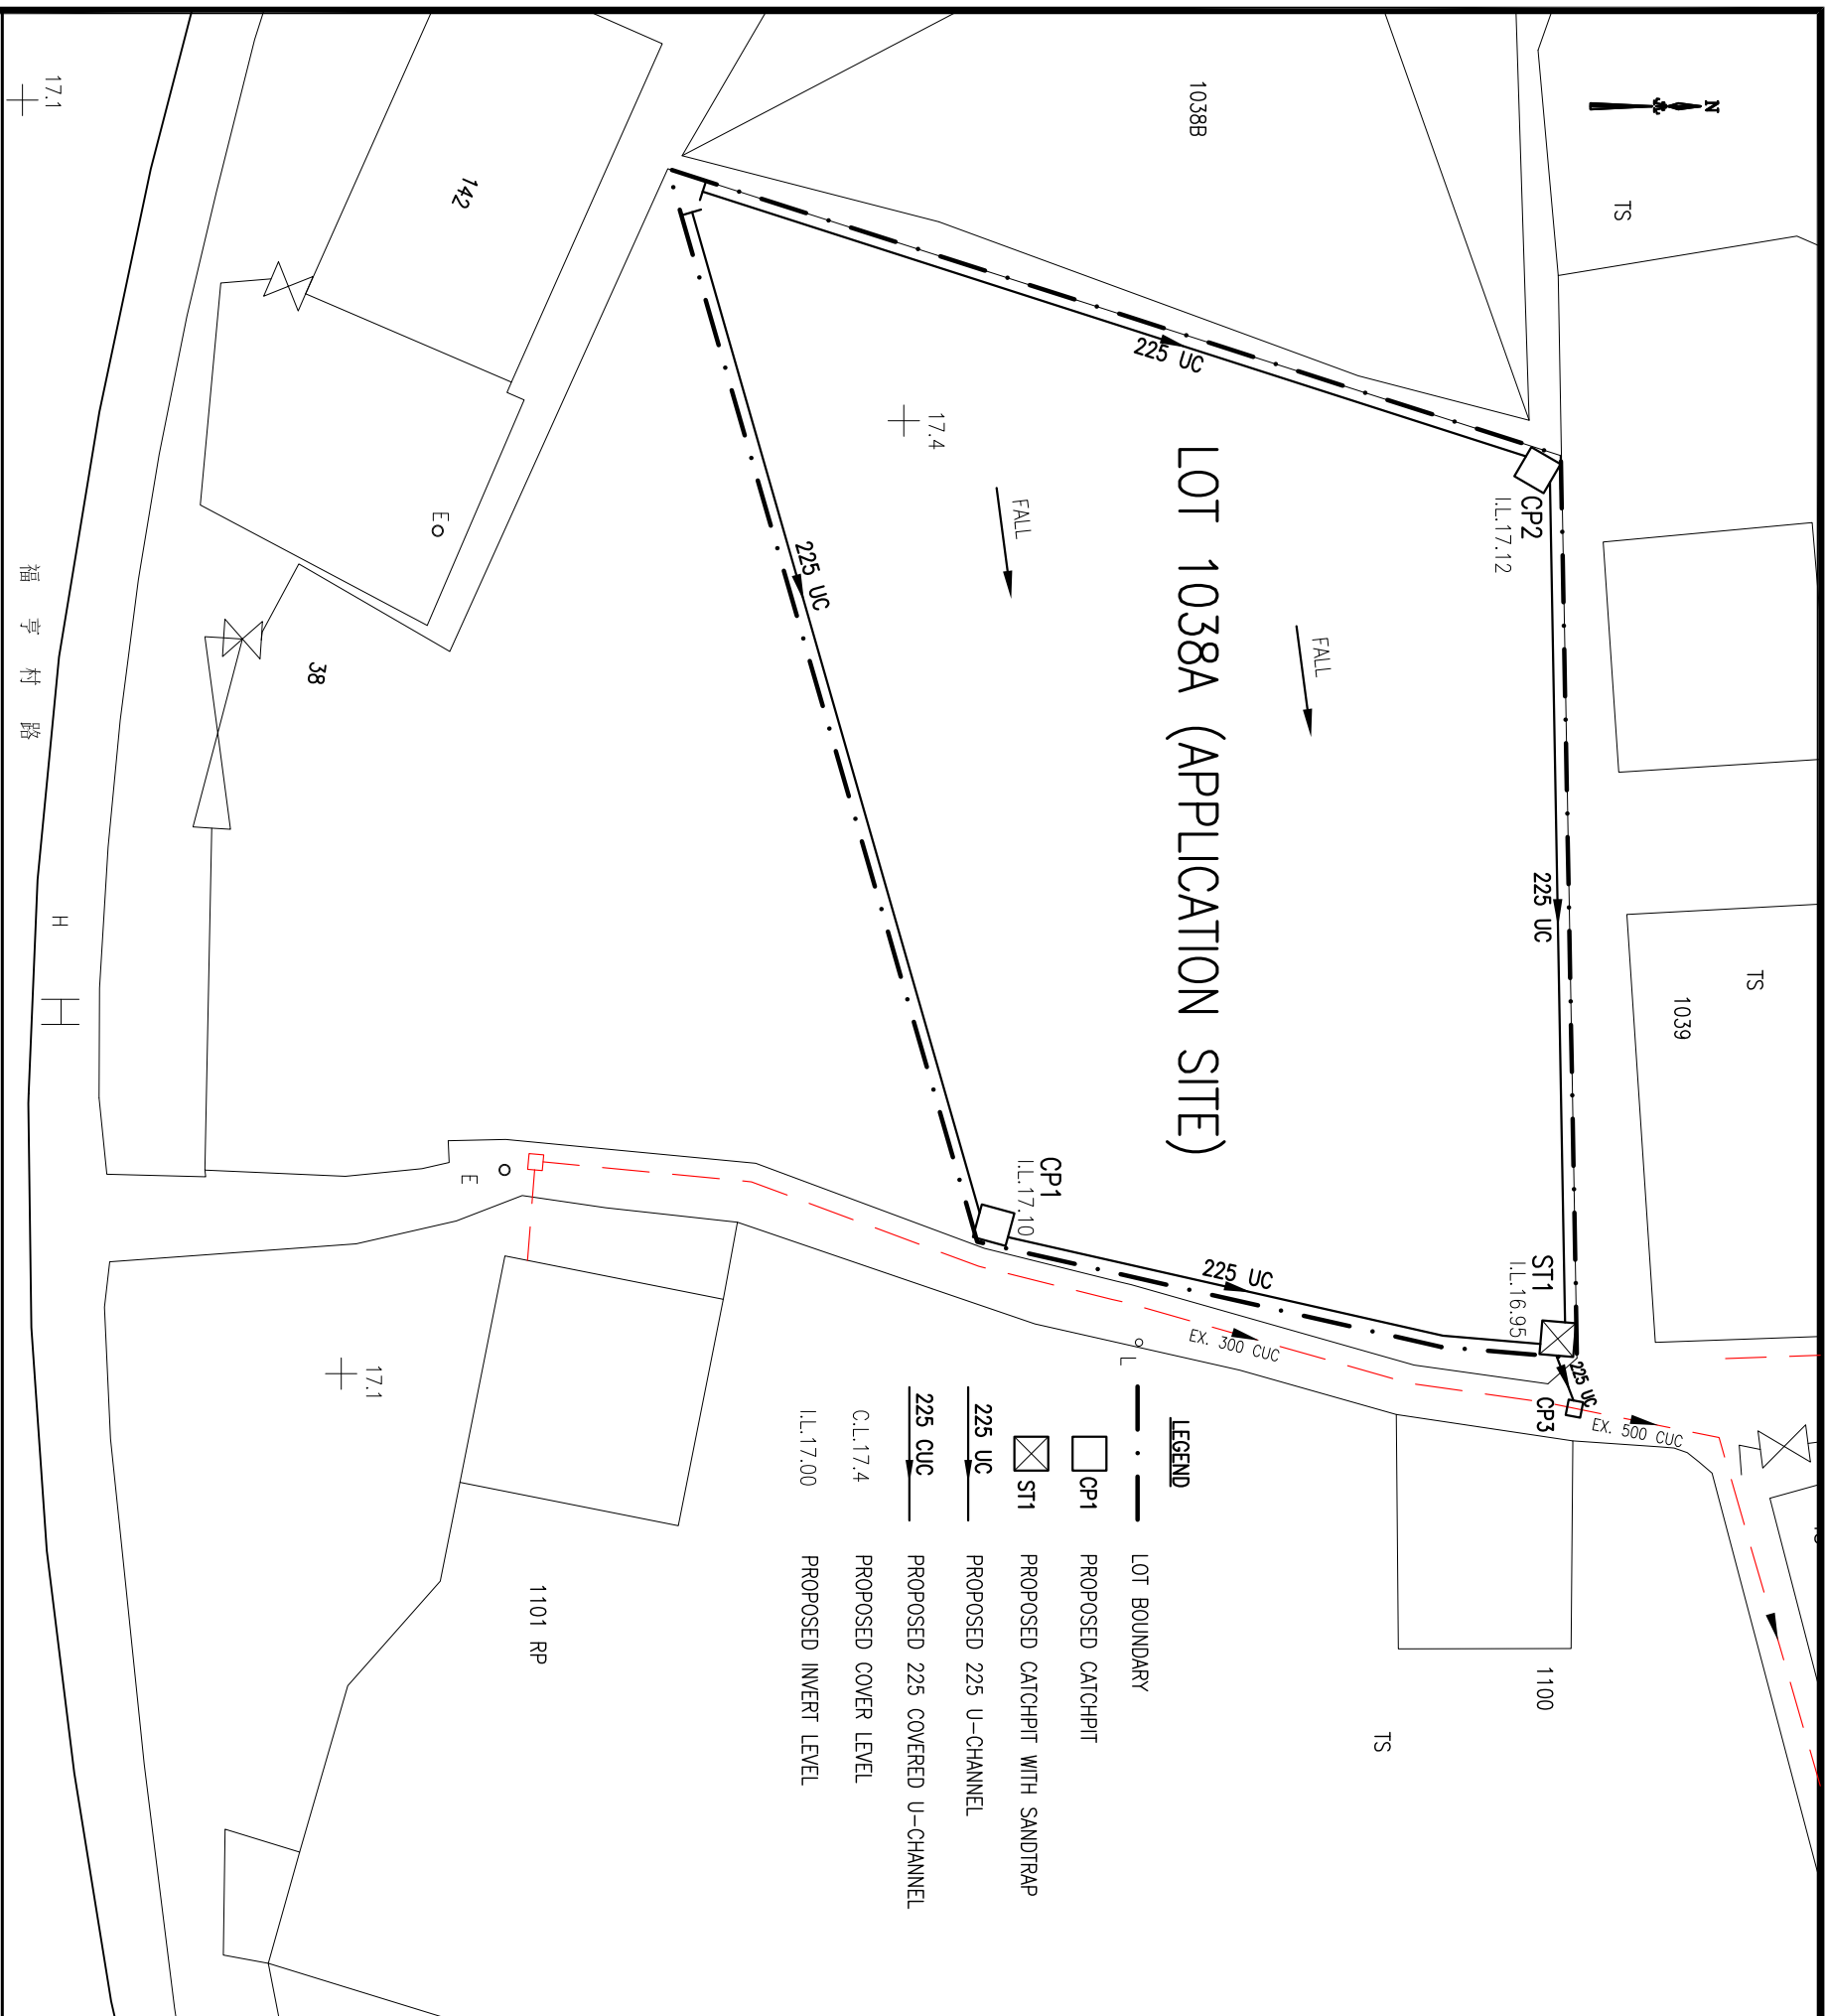 N
TS
1038B
142
17.1
225 UC
17.4
CP2
I.L.17.12
FALL
FALL
LOT 1038A (APPLICATION SITE)
225 UC
225 UC
TS
1039
E
38
福亨村路
H
CP1
I.L.17.10
ST1
I.L.16.95
225 UC
225 UC
CP3
EX. 300 CUC
EX. 500 CUC
E
L
17.1
1101 RP
1100
TS
LEGEND
LOT BOUNDARY
CP1 PROPOSED CATCHPIT
ST1 PROPOSED CATCHPIT WITH SANDTRAP
225 UC PROPOSED 225 U-CHANNEL
225 CUC PROPOSED 225 COVERED U-CHANNEL
C.L.17.4 PROPOSED COVER LEVEL
I.L.17.00 PROPOSED INVERT LEVEL